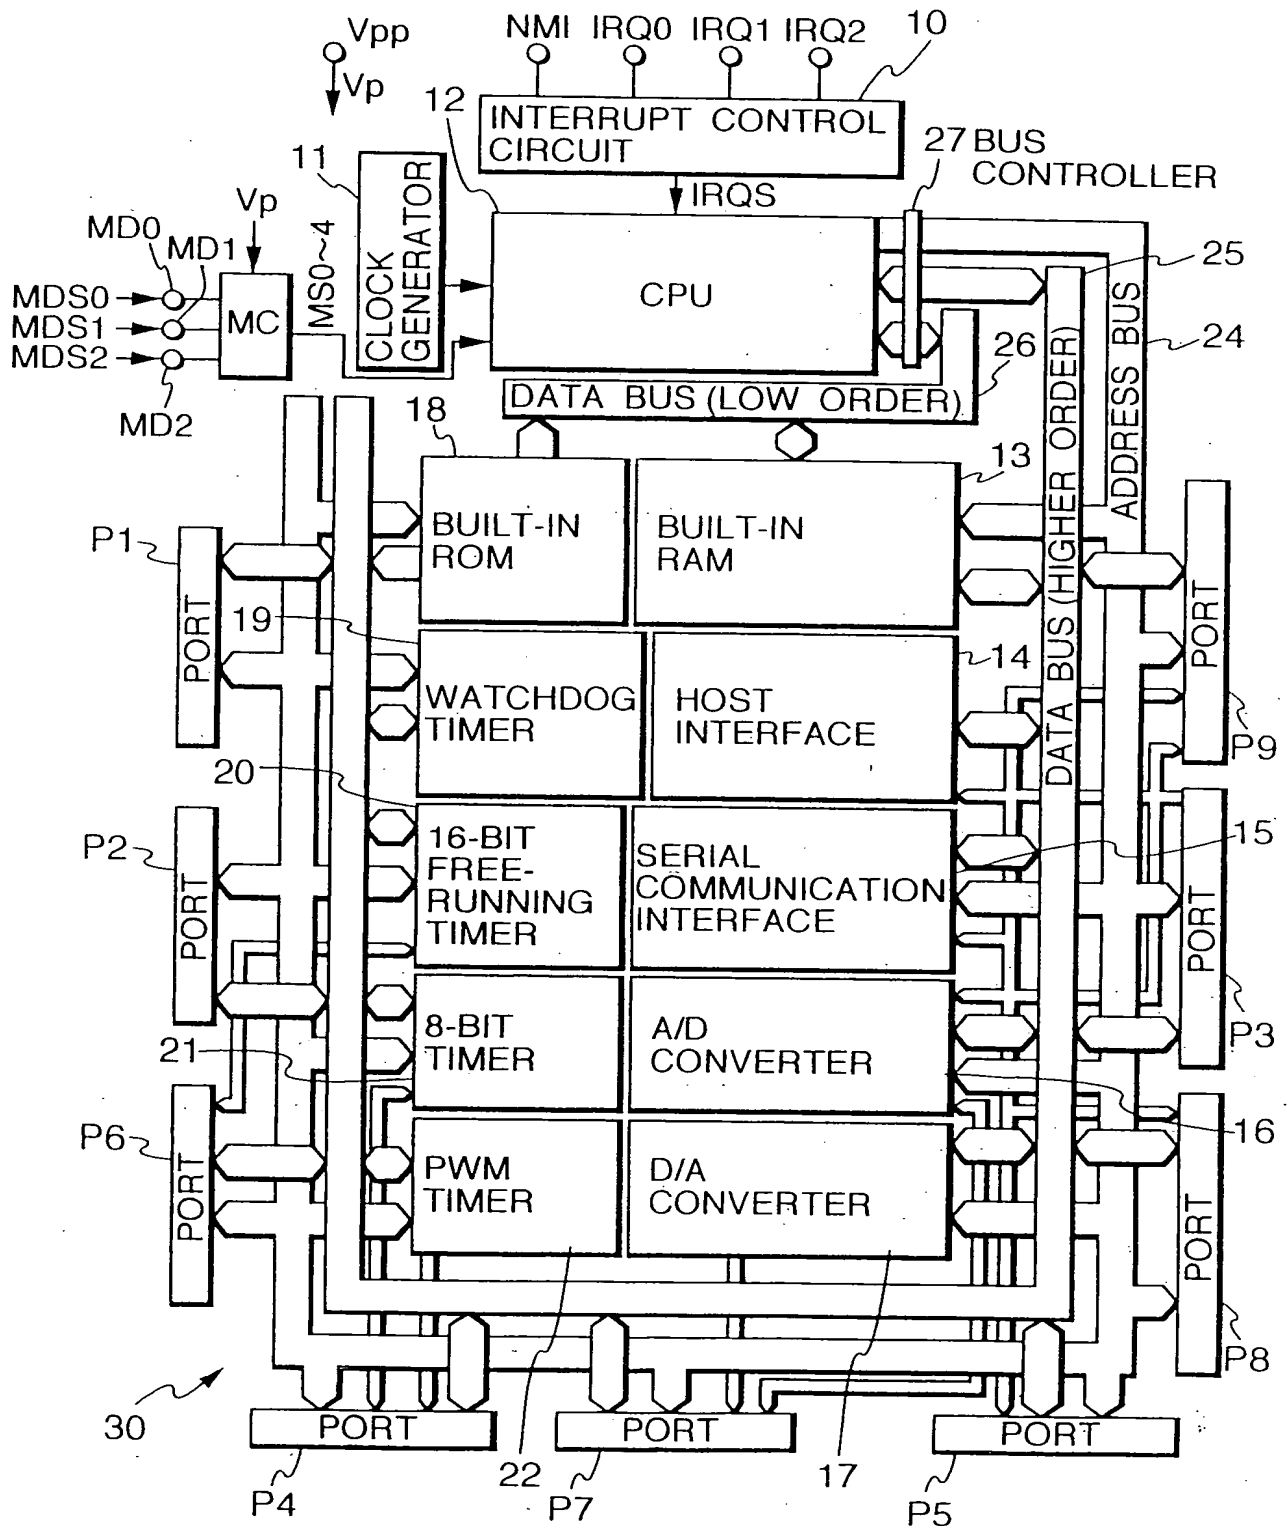 Vpp
NMI IRQ0 IRQ1 IRQ2 10
Vp
12
INTERRUPT CONTROL
CIRCUIT
11
27 BUS
CONTROLLER
IRQS
Vp
MD0
MD1
MS0~4
CLOCK
GENERATOR
CPU
25
MDS0
MDS1
MDS2
MC
24
26
MD2
DATA BUS (LOW ORDER)
18
13
DATA BUS (HIGHER ORDER)
ADDRESS BUS
P1
PORT
BUILT-IN
ROM
BUILT-IN
RAM
PORT
19
14
WATCHDOG
TIMER
HOST
INTERFACE
P9
20
P2
PORT
16-BIT
FREE-
RUNNING
TIMER
SERIAL
COMMUNICATION
INTERFACE
15
PORT
21
8-BIT
TIMER
A/D
CONVERTER
P3
P6
PORT
16
PWM
TIMER
D/A
CONVERTER
PORT
P8
30
PORT
PORT
PORT
P4
22
P7
17
P5